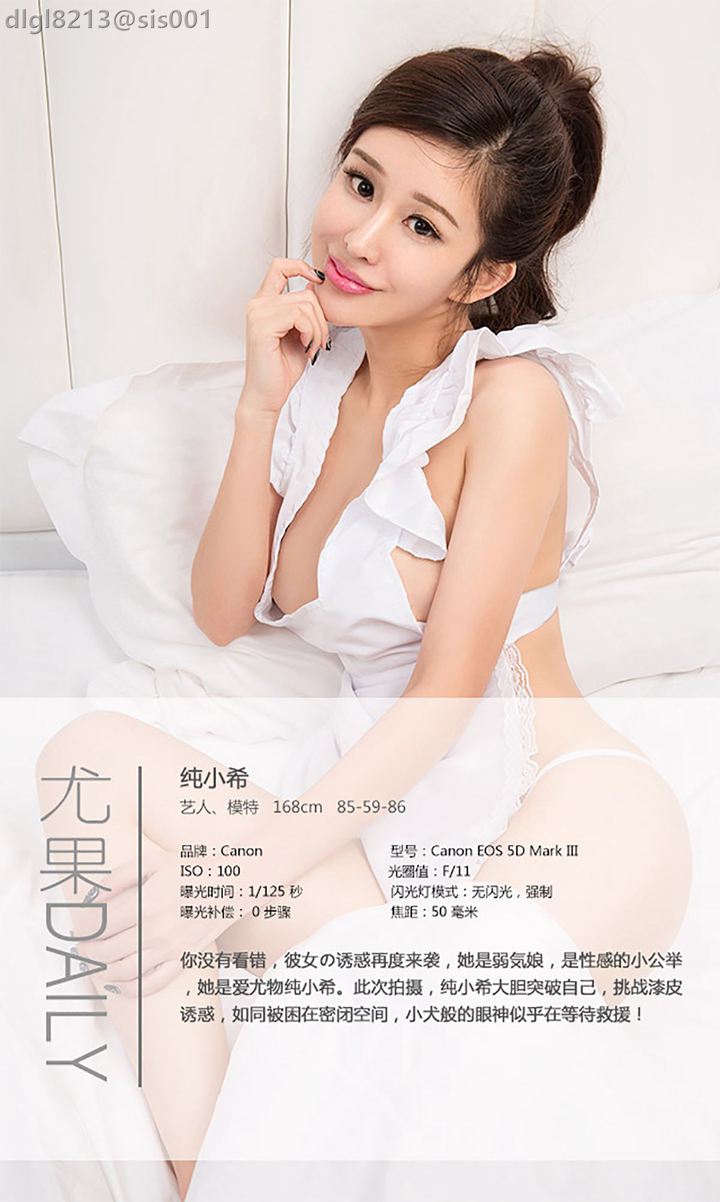 dlgl8213@sis001
尤果DAILY
纯小希
艺人、模特 168cm 85-59-86
品牌：Canon 型号：Canon EOS 5D Mark III
ISO：100 光圈值：F/11
曝光时间：1/125 秒 闪光灯模式：无闪光，强制
曝光补偿： 0 步骤 焦距：50 毫米
你没有看错，彼女の诱惑再度来袭，她是弱気娘，是性感的小公举
，她是爱尤物纯小希。此次拍摄，纯小希大胆突破自己，挑战漆皮
诱惑，如同被困在密闭空间，小犬般的眼神似乎在等待救援！